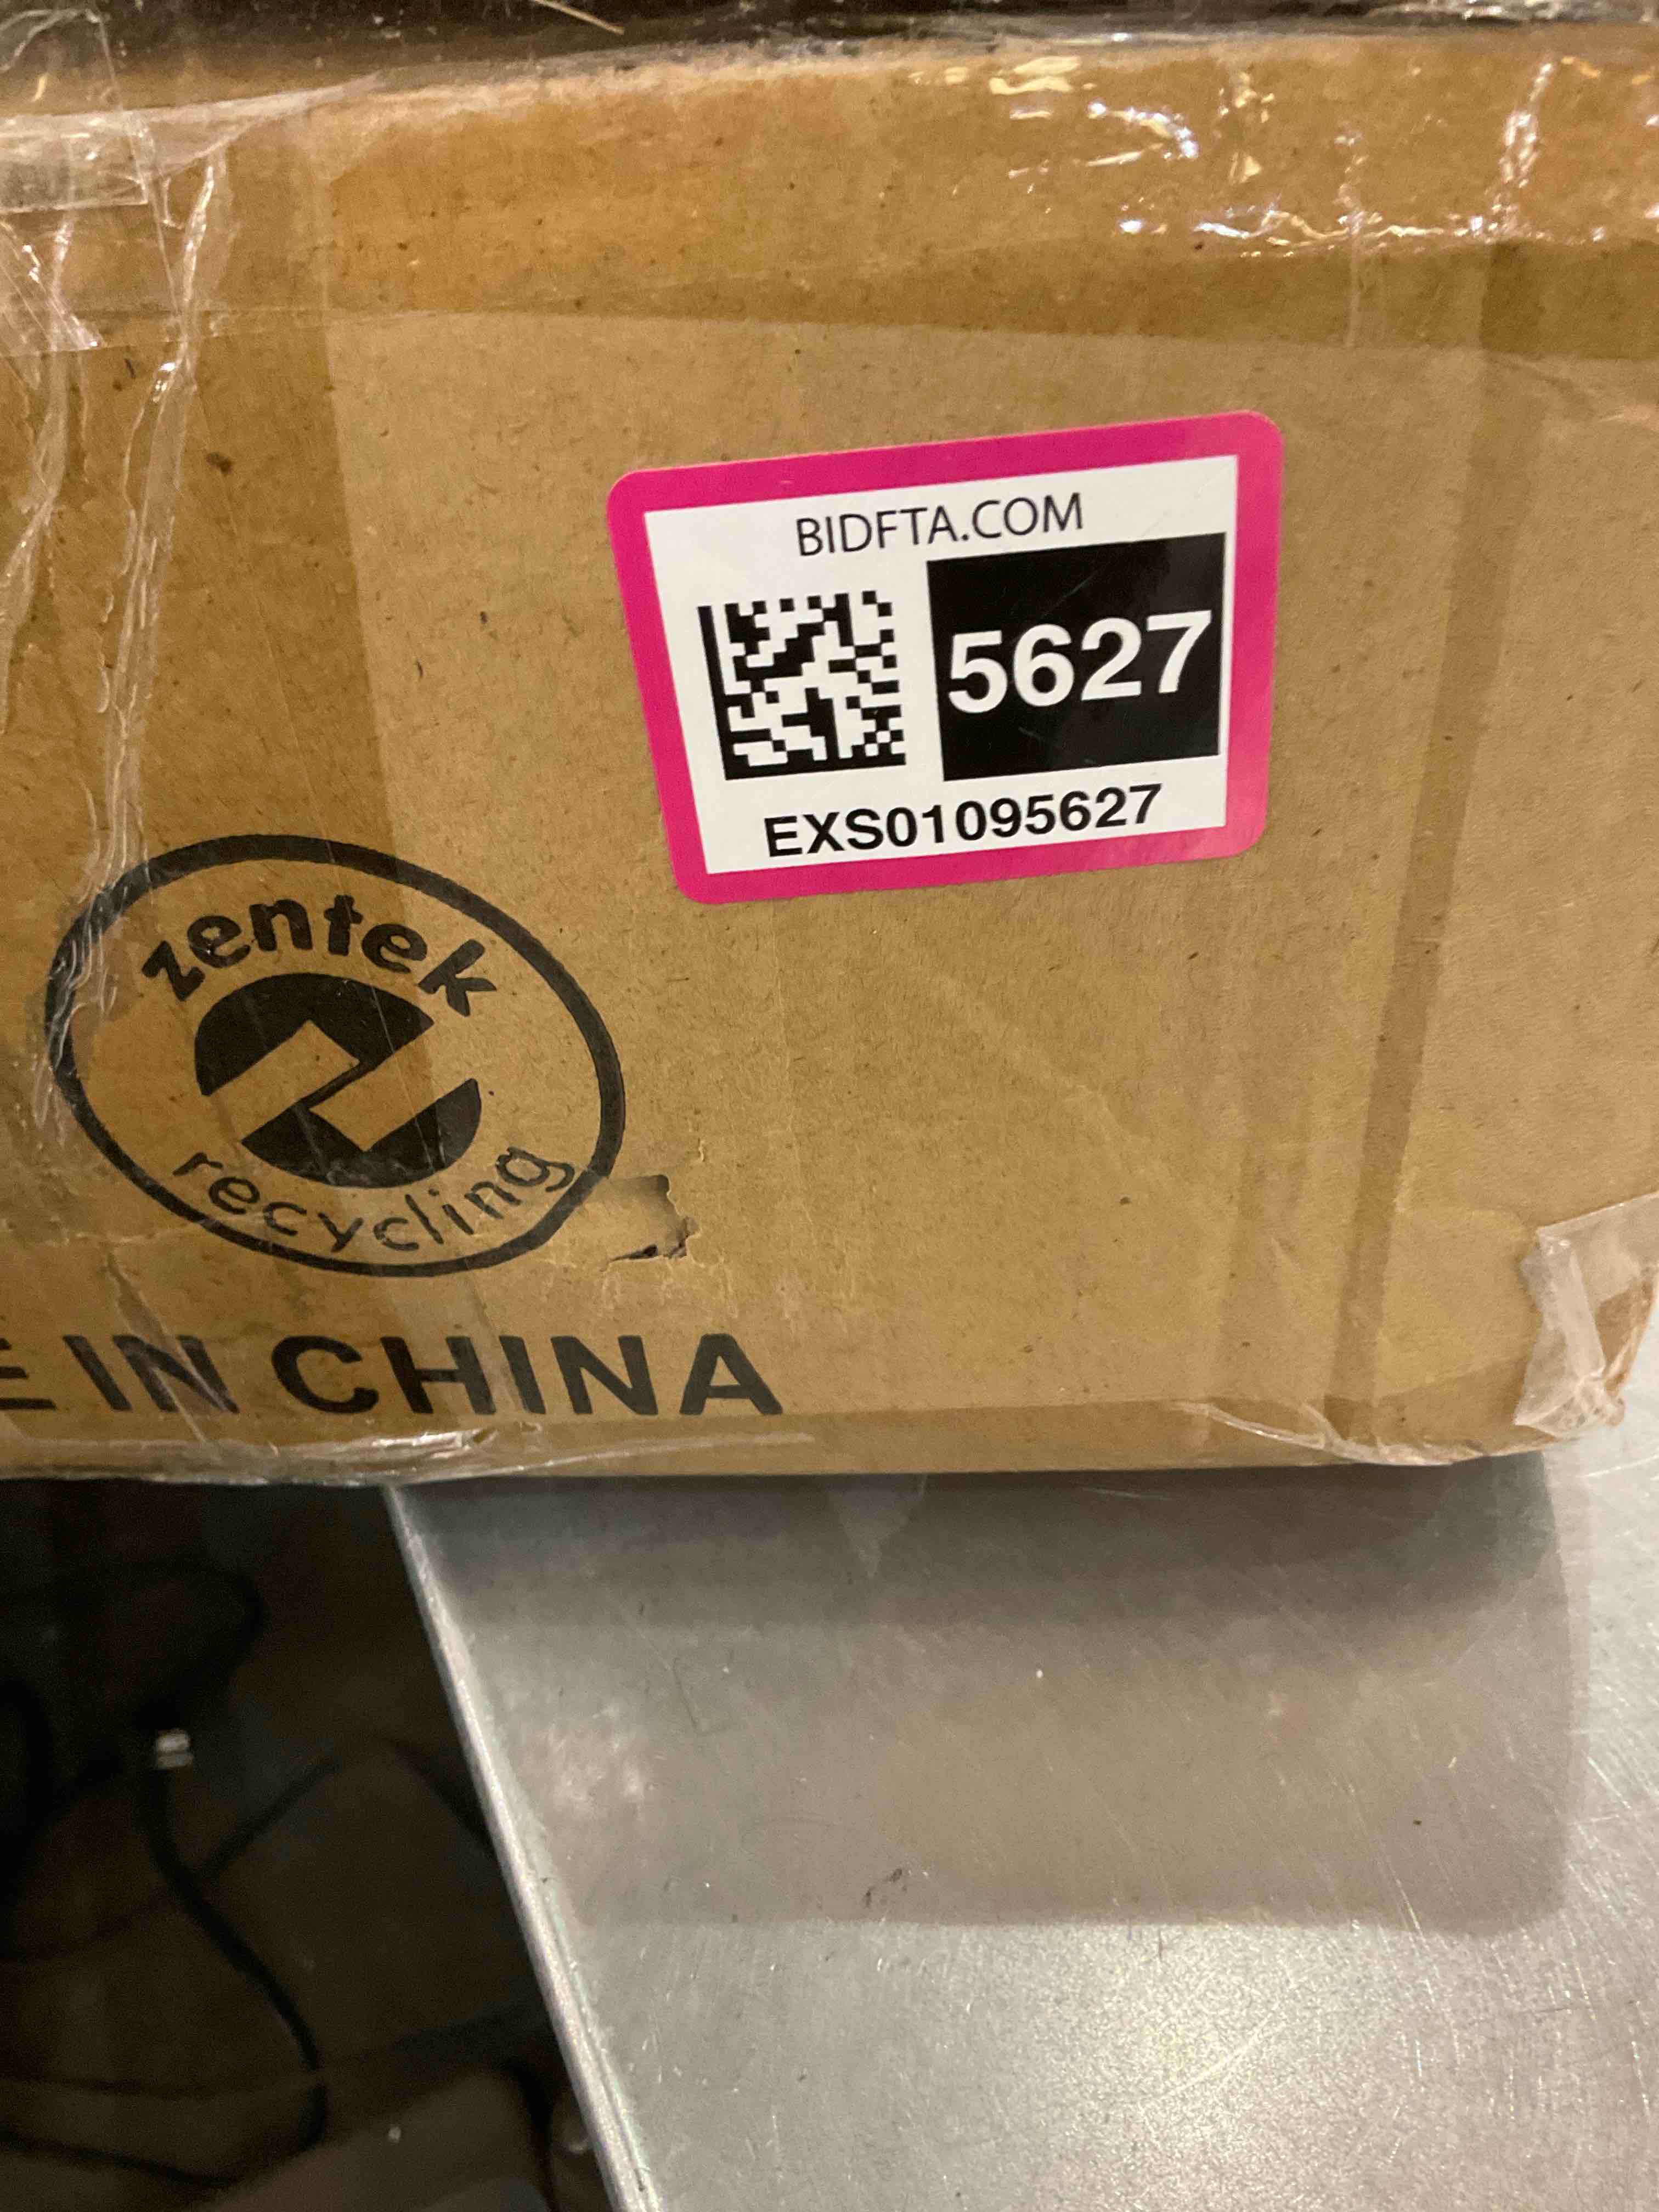 BIDFTA.COM
5627
EXS01095627
zentek
recycling
E IN CHINA